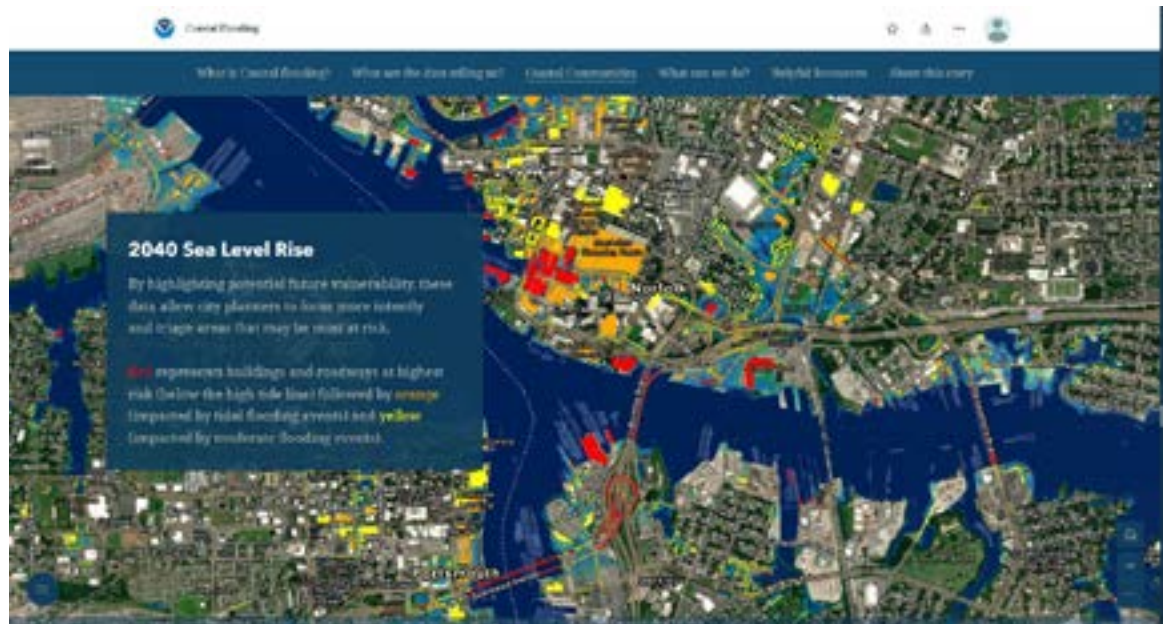 Coastal Flooding
What is Coastal flooding? What are the data telling us? Coastal Communities What can we do? Helpful Resources Share this story
2040 Sea Level Rise
By highlighting potential future vulnerability, these
data allow city planners to focus more intently
and triage areas that may be most at risk.
Red represents buildings and roadways at highest
risk (below the high tide line) followed by orange
(impacted by tidal flooding events) and yellow
(impacted by moderate flooding events).
Norfolk
Portsmouth